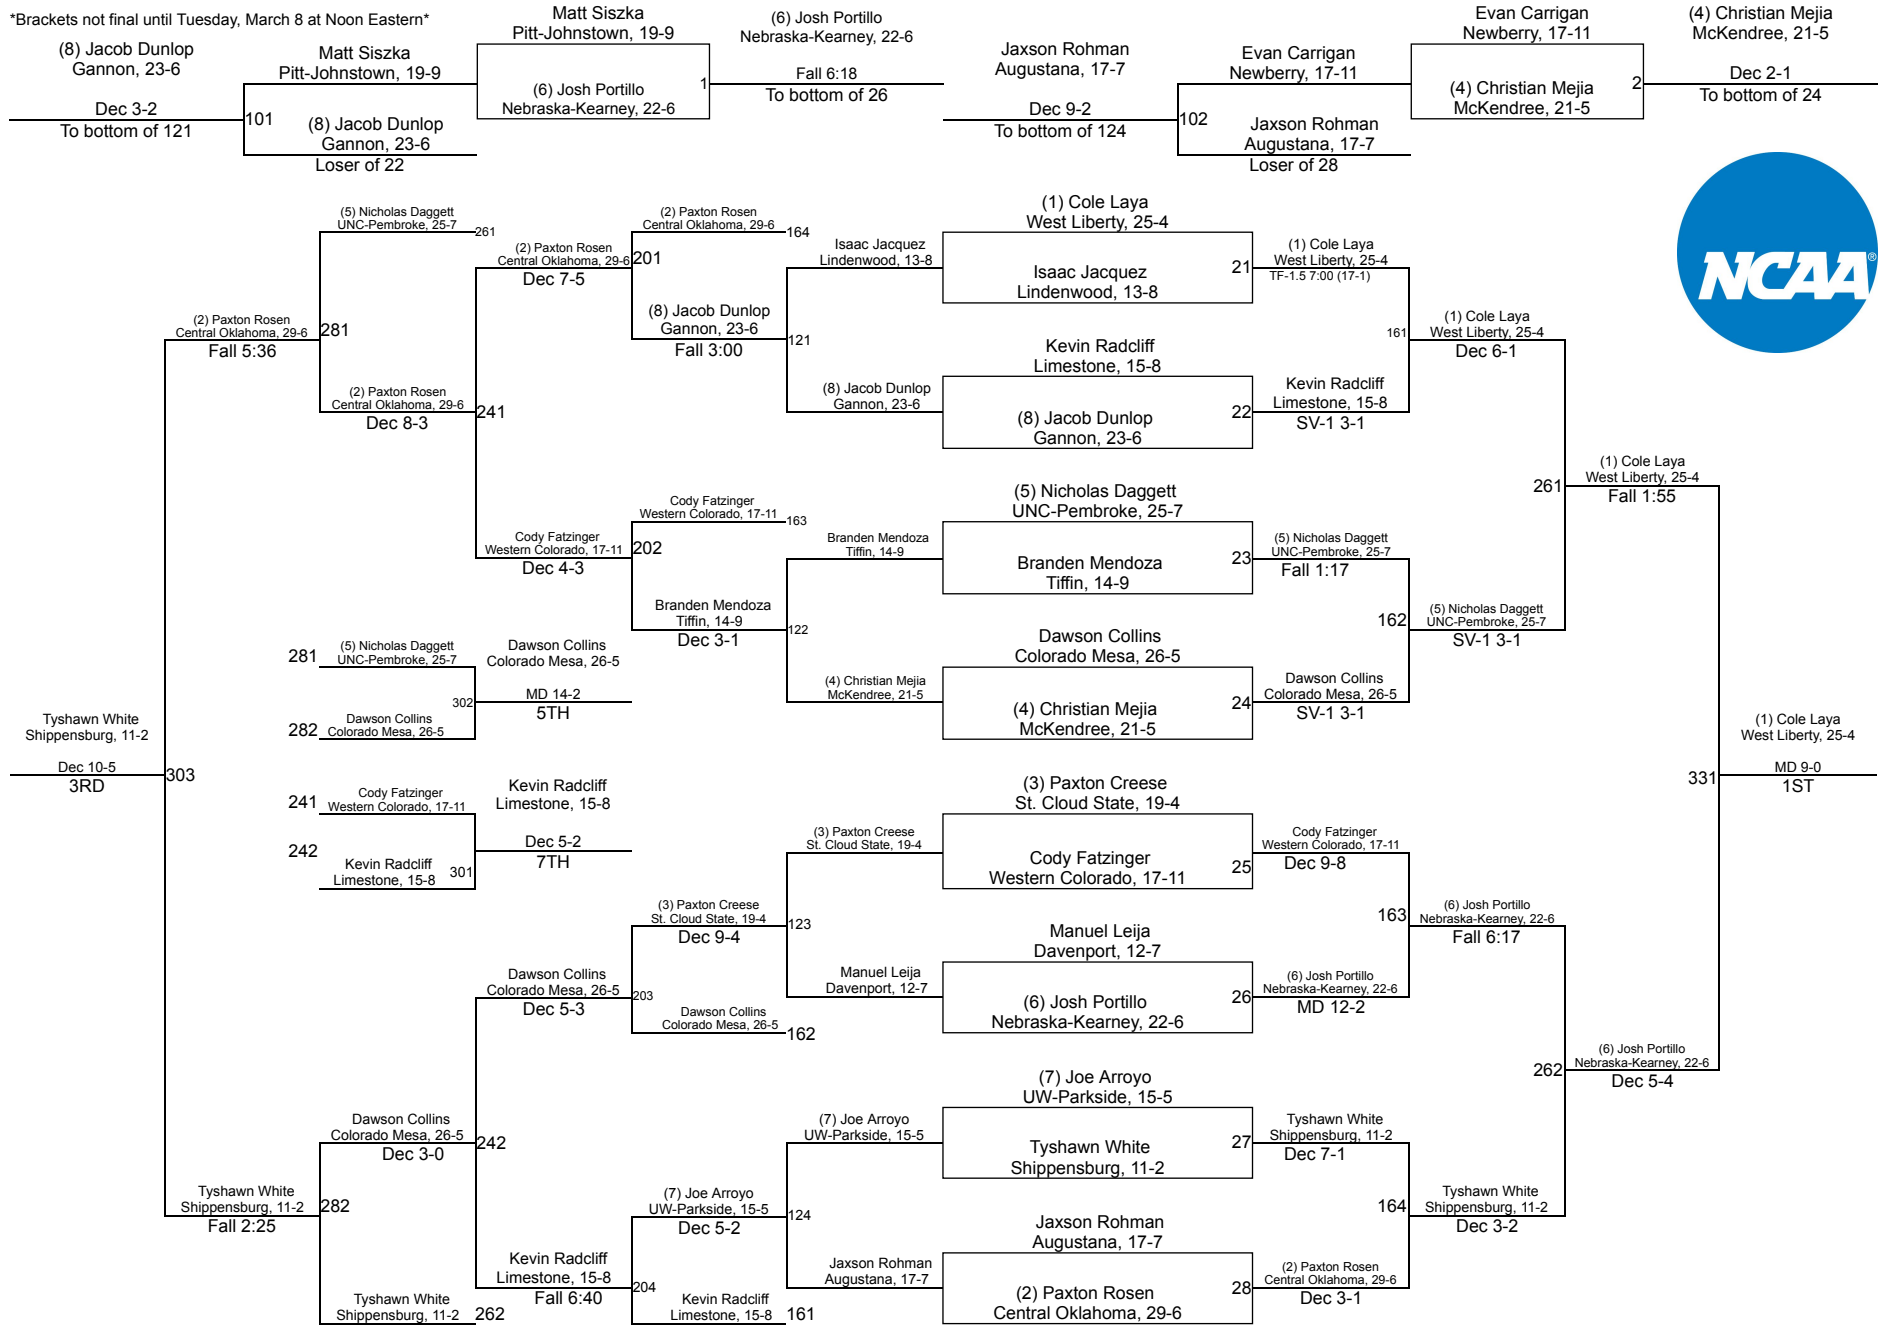 *Brackets not final until Tuesday, March 8 at Noon Eastern*
(8) Jacob Dunlop
Gannon, 23-6
Dec 3-2
To bottom of 121
101
Matt Siszka
Pitt-Johnstown, 19-9
(8) Jacob Dunlop
Gannon, 23-6
Loser of 22
Matt Siszka
Pitt-Johnstown, 19-9
(6) Josh Portillo
Nebraska-Kearney, 22-6
1
(6) Josh Portillo
Nebraska-Kearney, 22-6
Fall 6:18
To bottom of 26
Jaxson Rohman
Augustana, 17-7
Dec 9-2
To bottom of 124
102
Evan Carrigan
Newberry, 17-11
Jaxson Rohman
Augustana, 17-7
Loser of 28
Evan Carrigan
Newberry, 17-11
(4) Christian Mejia
McKendree, 21-5
2
(4) Christian Mejia
McKendree, 21-5
Dec 2-1
To bottom of 24
NCAA®
(1) Cole Laya
West Liberty, 25-4
Isaac Jacquez
Lindenwood, 13-8
21
Kevin Radcliff
Limestone, 15-8
(8) Jacob Dunlop
Gannon, 23-6
22
(5) Nicholas Daggett
UNC-Pembroke, 25-7
Branden Mendoza
Tiffin, 14-9
23
Dawson Collins
Colorado Mesa, 26-5
(4) Christian Mejia
McKendree, 21-5
24
(3) Paxton Creese
St. Cloud State, 19-4
Cody Fatzinger
Western Colorado, 17-11
25
Manuel Leija
Davenport, 12-7
(6) Josh Portillo
Nebraska-Kearney, 22-6
26
(7) Joe Arroyo
UW-Parkside, 15-5
Tyshawn White
Shippensburg, 11-2
27
Jaxson Rohman
Augustana, 17-7
(2) Paxton Rosen
Central Oklahoma, 29-6
28
(1) Cole Laya
West Liberty, 25-4
TF-1.5 7:00 (17-1)
161
Kevin Radcliff
Limestone, 15-8
SV-1 3-1
(5) Nicholas Daggett
UNC-Pembroke, 25-7
Fall 1:17
162
Dawson Collins
Colorado Mesa, 26-5
SV-1 3-1
Cody Fatzinger
Western Colorado, 17-11
Dec 9-8
163
(6) Josh Portillo
Nebraska-Kearney, 22-6
MD 12-2
Tyshawn White
Shippensburg, 11-2
Dec 7-1
164
(2) Paxton Rosen
Central Oklahoma, 29-6
Dec 3-1
(1) Cole Laya
West Liberty, 25-4
Dec 6-1
261
(5) Nicholas Daggett
UNC-Pembroke, 25-7
SV-1 3-1
(6) Josh Portillo
Nebraska-Kearney, 22-6
Fall 6:17
262
Tyshawn White
Shippensburg, 11-2
Dec 3-2
(1) Cole Laya
West Liberty, 25-4
Fall 1:55
331
(6) Josh Portillo
Nebraska-Kearney, 22-6
Dec 5-4
(1) Cole Laya
West Liberty, 25-4
MD 9-0
1ST
Isaac Jacquez
Lindenwood, 13-8
121
(8) Jacob Dunlop
Gannon, 23-6
Branden Mendoza
Tiffin, 14-9
122
(4) Christian Mejia
McKendree, 21-5
(3) Paxton Creese
St. Cloud State, 19-4
123
Manuel Leija
Davenport, 12-7
(7) Joe Arroyo
UW-Parkside, 15-5
124
Jaxson Rohman
Augustana, 17-7
(2) Paxton Rosen
Central Oklahoma, 29-6
164
201
(8) Jacob Dunlop
Gannon, 23-6
Fall 3:00
Cody Fatzinger
Western Colorado, 17-11
163
202
Branden Mendoza
Tiffin, 14-9
Dec 3-1
(3) Paxton Creese
St. Cloud State, 19-4
Dec 9-4
203
Dawson Collins
Colorado Mesa, 26-5
162
(7) Joe Arroyo
UW-Parkside, 15-5
Dec 5-2
204
Kevin Radcliff
Limestone, 15-8
161
(2) Paxton Rosen
Central Oklahoma, 29-6
Dec 7-5
241
Cody Fatzinger
Western Colorado, 17-11
Dec 4-3
Dawson Collins
Colorado Mesa, 26-5
Dec 5-3
242
Kevin Radcliff
Limestone, 15-8
Fall 6:40
(5) Nicholas Daggett
UNC-Pembroke, 25-7
261
281
(2) Paxton Rosen
Central Oklahoma, 29-6
Dec 8-3
281
(5) Nicholas Daggett
UNC-Pembroke, 25-7
302
282
Dawson Collins
Colorado Mesa, 26-5
Dawson Collins
Colorado Mesa, 26-5
MD 14-2
5TH
241
Cody Fatzinger
Western Colorado, 17-11
242
Kevin Radcliff
Limestone, 15-8
301
Kevin Radcliff
Limestone, 15-8
Dec 5-2
7TH
Dawson Collins
Colorado Mesa, 26-5
Dec 3-0
282
Tyshawn White
Shippensburg, 11-2
262
(2) Paxton Rosen
Central Oklahoma, 29-6
Fall 5:36
303
Tyshawn White
Shippensburg, 11-2
Fall 2:25
Tyshawn White
Shippensburg, 11-2
Dec 10-5
3RD